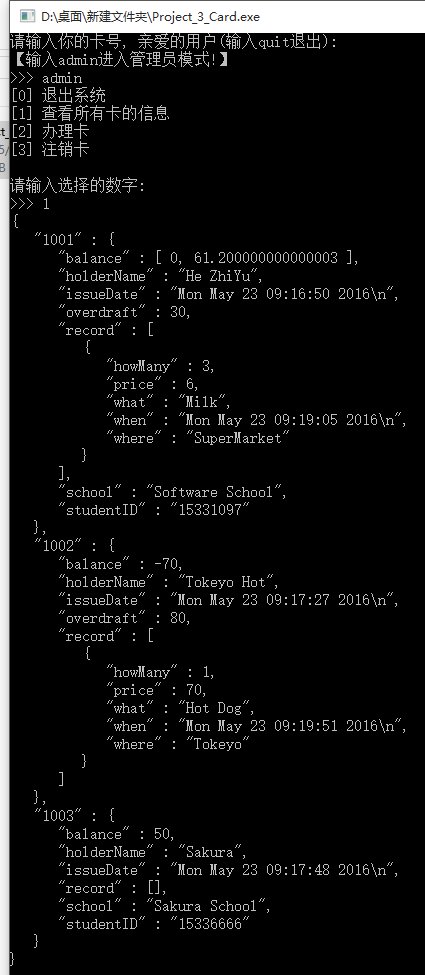 D:\桌面\新建文件夹\Project_3_Card.exe
请输入你的卡号, 亲爱的用户(输入quit退出):
【输入admin进入管理员模式!】
>>> admin
[0] 退出系统
[1] 查看所有卡的信息
[2] 办理卡
[3] 注销卡
请输入选择的数字:
>>> 1
{
"1001" : {
"balance" : [ 0, 61.200000000000003 ],
"holderName" : "He ZhiYu",
"issueDate" : "Mon May 23 09:16:50 2016\n",
"overdraft" : 30,
"record" : [
{
"howMany" : 3,
"price" : 6,
"what" : "Milk",
"when" : "Mon May 23 09:19:05 2016\n",
"where" : "SuperMarket"
}
],
"school" : "Software School",
"studentID" : "15331097"
},
"1002" : {
"balance" : -70,
"holderName" : "Tokeyo Hot",
"issueDate" : "Mon May 23 09:17:27 2016\n",
"overdraft" : 80,
"record" : [
{
"howMany" : 1,
"price" : 70,
"what" : "Hot Dog",
"when" : "Mon May 23 09:19:51 2016\n",
"where" : "Tokeyo"
}
]
},
"1003" : {
"balance" : 50,
"holderName" : "Sakura",
"issueDate" : "Mon May 23 09:17:48 2016\n",
"record" : [],
"school" : "Sakura School",
"studentID" : "15336666"
}
}